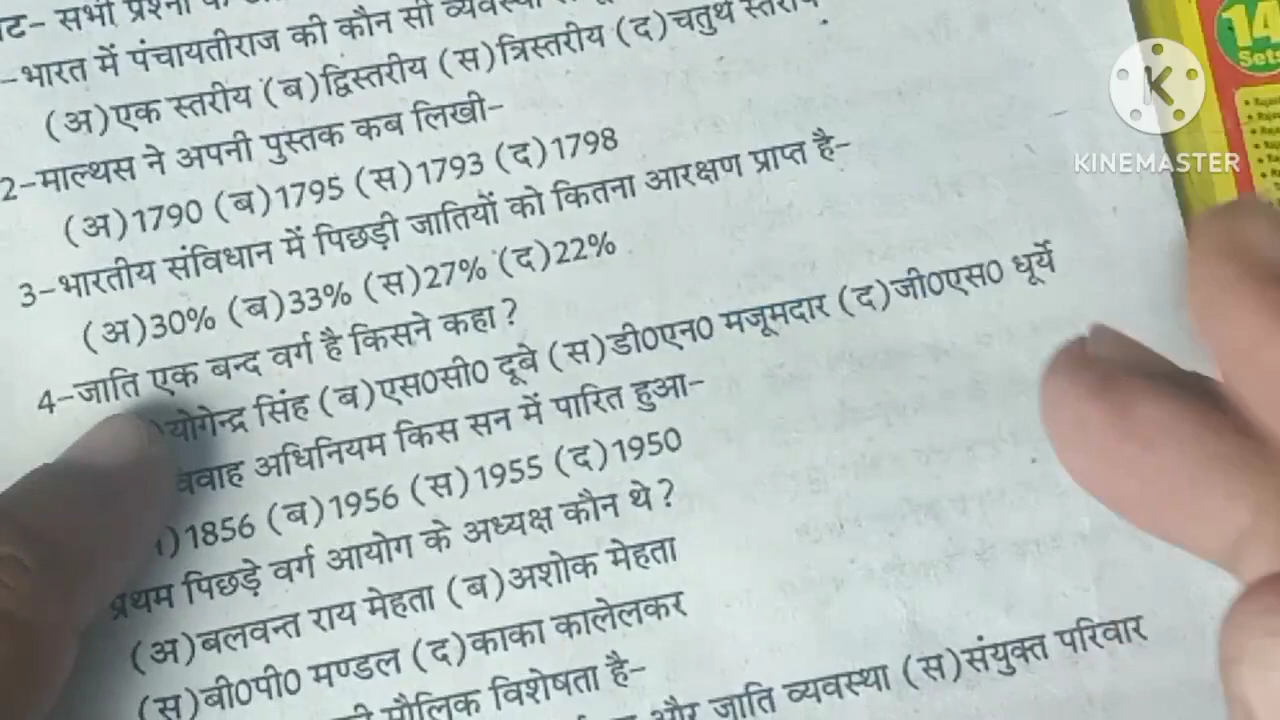 सभी प्रश्नों
-भारत में पंचायतीराज की कौन सी व्यवस्था
(अ)एक स्तरीय (ब)द्विस्तरीय (स)त्रिस्तरीय (द)चतुर्थ स्तरीय
2-माल्थस ने अपनी पुस्तक कब लिखी-
(अ)1790 (ब)1795 (स)1793 (द)1798
3-भारतीय संविधान में पिछड़ी जातियों को कितना आरक्षण प्राप्त है-
(अ)30% (ब)33% (स)27% (द)22%
4-जाति एक बन्द वर्ग है किसने कहा?
योगेन्द्र सिंह (ब)एस0सी0 दूबे (स)डी0एन0 मजूमदार (द)जी0एस0 धूर्ये
अधिनियम किस सन में पारित हुआ-
)1856 (ब)1956 (स)1955 (द)1950
प्रथम पिछड़े वर्ग आयोग के अध्यक्ष कौन थे?
(अ)बलवन्त राय मेहता (ब)अशोक मेहता
(स)बी0पी0 मण्डल (द)काका कालेलकर
मौलिक विशेषता है-
और जाति व्यवस्था (स)संयुक्त परिवार
14
Sets
K
KINEMASTER